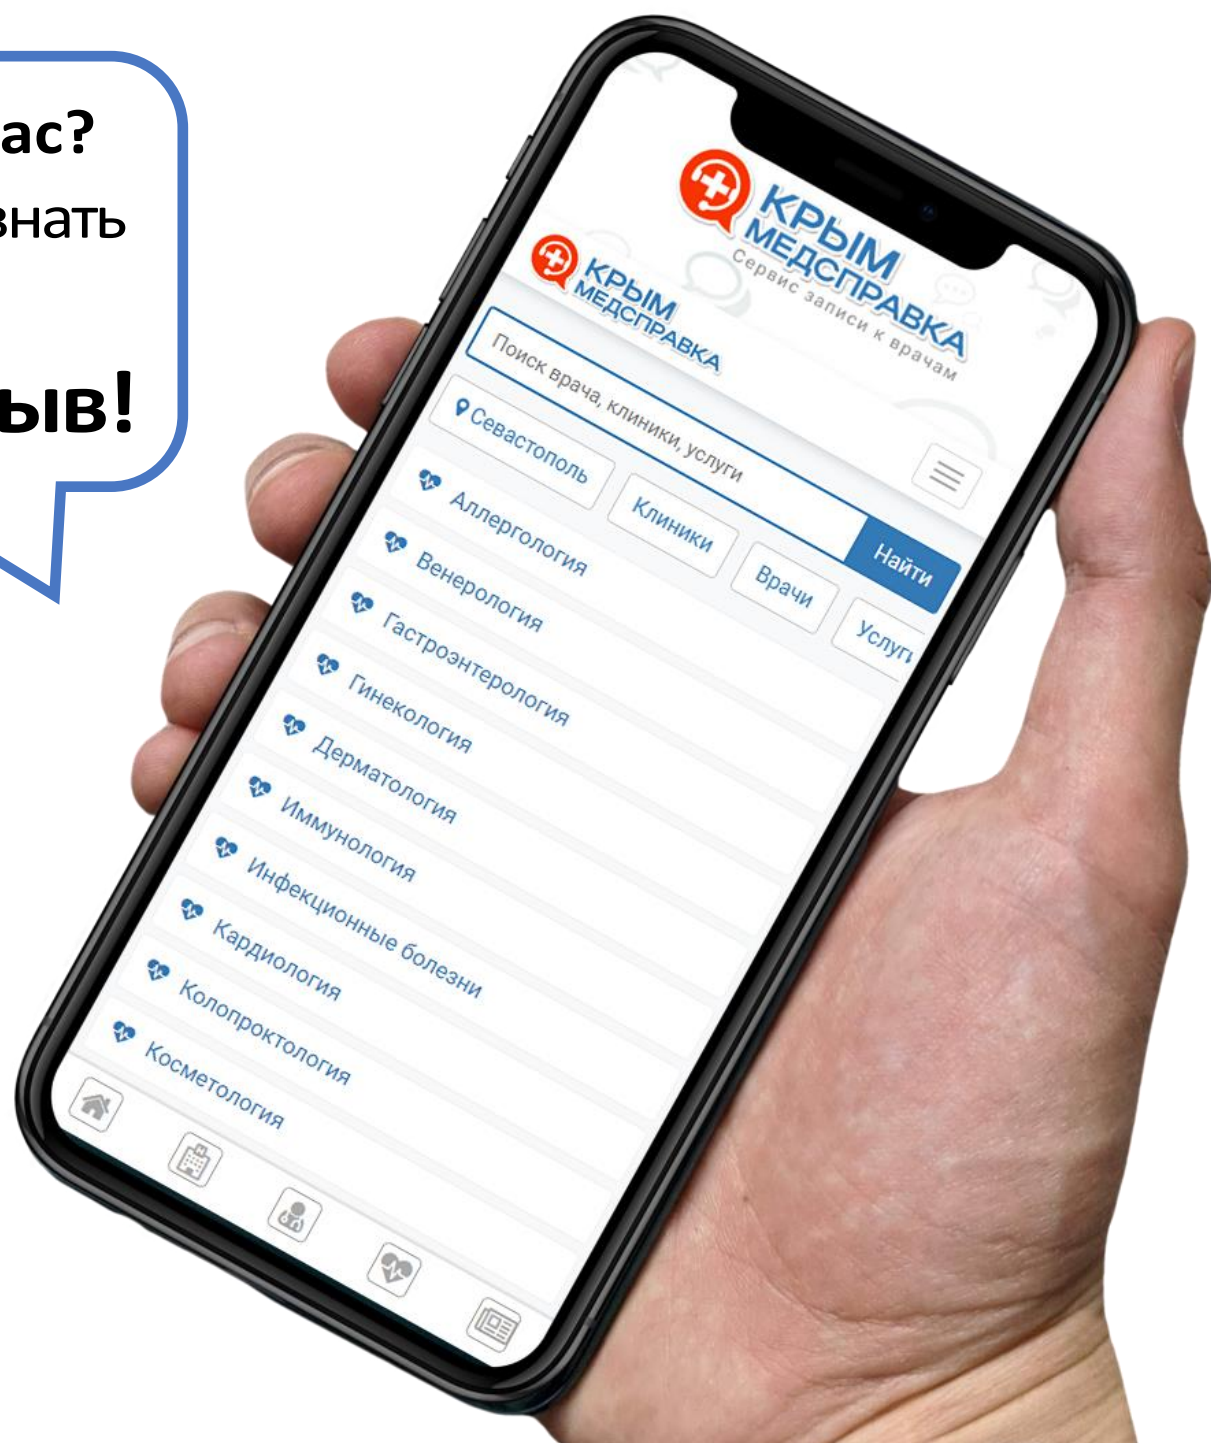 ас?
знать
ыв!
КРЫМ
МЕДСПРАВКА
Сервис записи к врачам
КРЫМ
МЕДСПРАВКА
Поиск врача, клиники, услуги
Найти
Севастополь
Клиники
Врачи
Услуги
Аллергология
Венерология
Гастроэнтерология
Гинекология
Дерматология
Иммунология
Инфекционные болезни
Кардиология
Колопроктология
Косметология